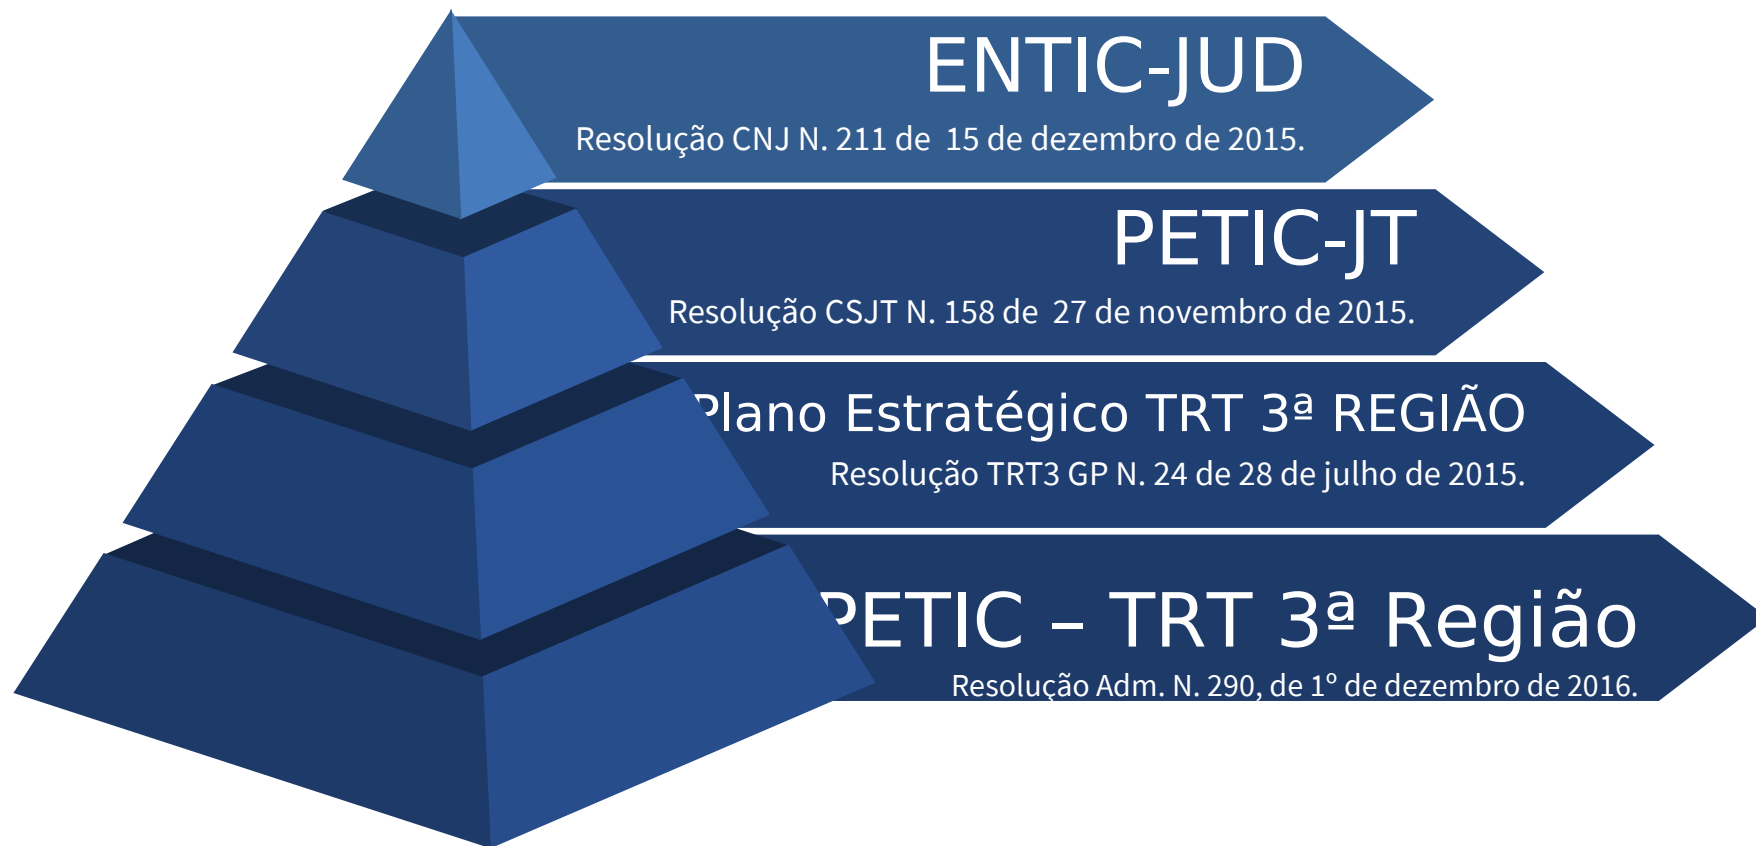 ENTIC-JUD
Resolução CNJ N. 211 de  15 de dezembro de 2015.
PETIC-JT
Resolução CSJT N. 158 de  27 de novembro de 2015.
Plano Estratégico TRT 3ª REGIÃO
Resolução TRT3 GP N. 24 de 28 de julho de 2015.
PETIC – TRT 3ª Região
Resolução Adm. N. 290, de 1º de dezembro de 2016.